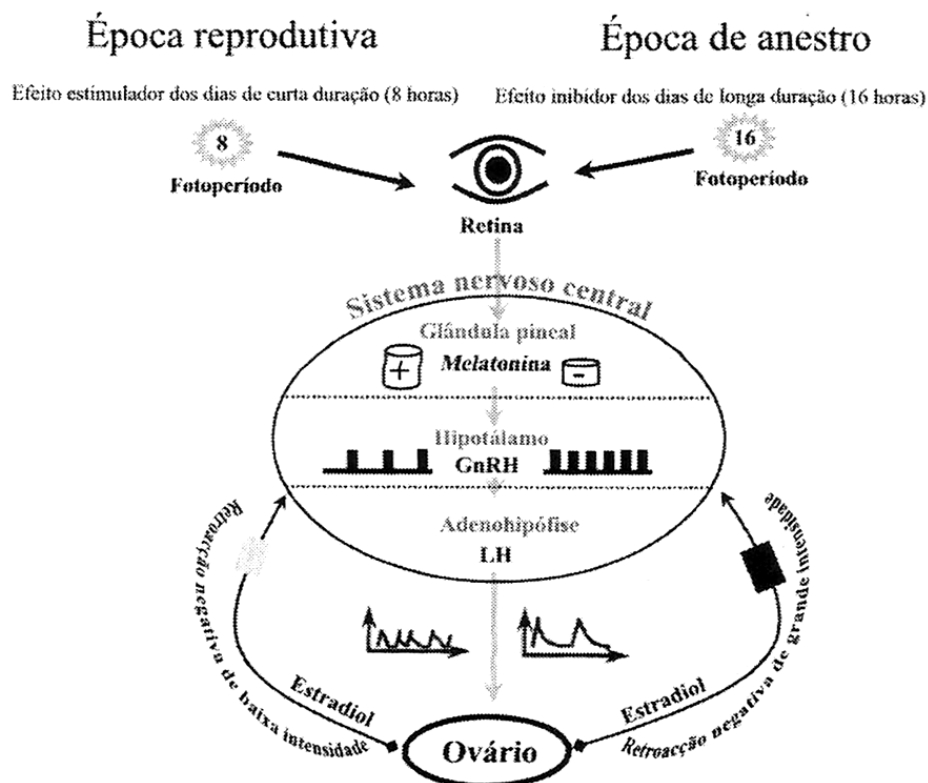 Época reprodutiva
Época de anestro
Efeito estimulador dos dias de curta duração (8 horas)
Efeito inibidor dos dias de longa duração (16 horas)
8
16
Fotoperíodo
Fotoperíodo
Retina
Sistema nervoso central
Glândula pineal
+
Melatonina
-
Hipotálamo
GnRH
Adenohipófise
LH
Retroacção negativa de baixa intensidade
Retroacção negativa de grande intensidade
Estradiol
Estradiol
Ovário